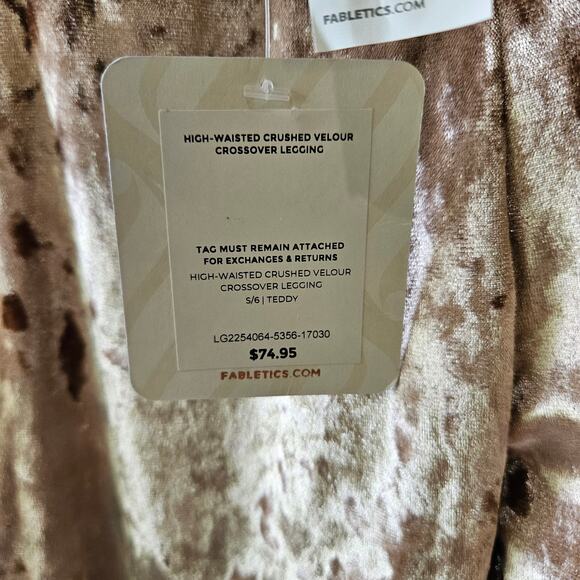 FABLETICS.COM
HIGH-WAISTED CRUSHED VELOUR
CROSSOVER LEGGING
TAG MUST REMAIN ATTACHED
FOR EXCHANGES & RETURNS
HIGH-WAISTED CRUSHED VELOUR
CROSSOVER LEGGING
S/6 | TEDDY
LG2254064-5356-17030
$74.95
FABLETICS.COM